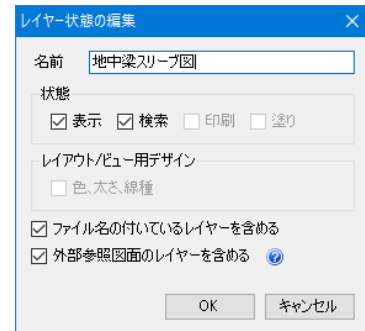 レイヤー状態の編集
名前 地中梁スリーブ図
状態
表示 検索 印刷 塗り
レイアウト/ビュー用デザイン
色、太さ、線種
ファイル名の付いているレイヤーを含める
外部参照図面のレイヤーを含める ?
OK キャンセル